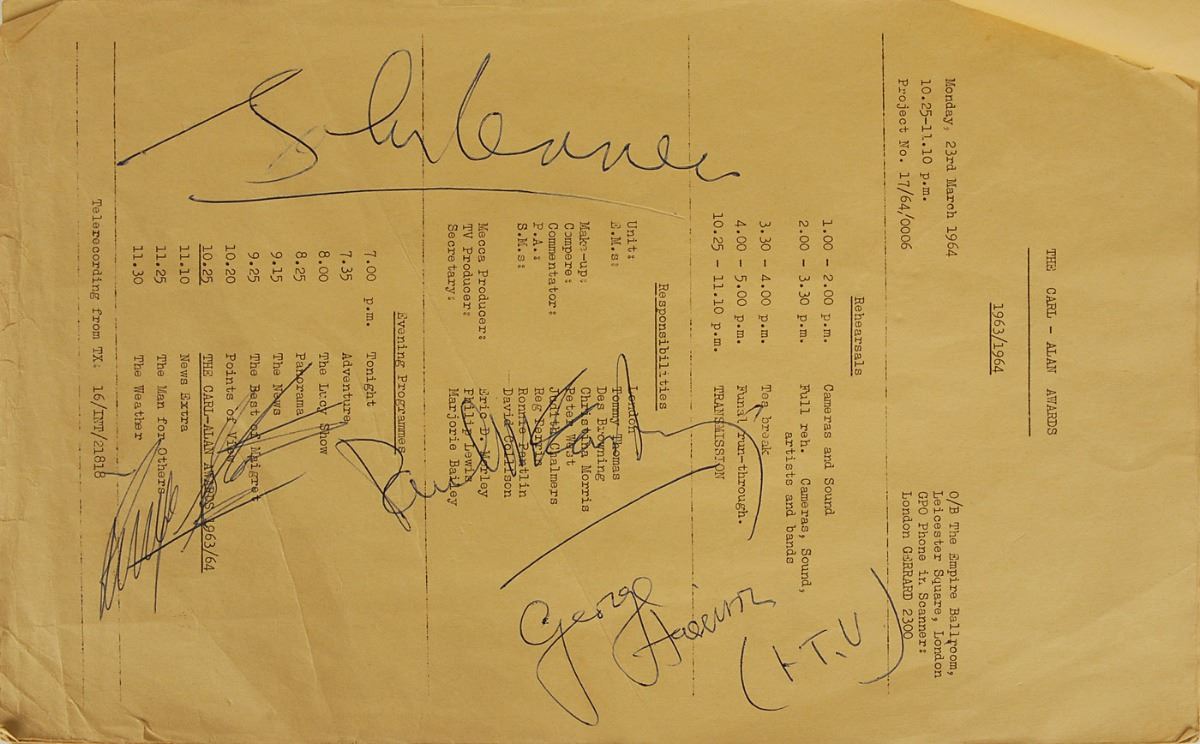 THE CARL - ALAN AWARDS
1963/1964
Monday, 23rd March 1964
10.25-11.10 p.m.
Project No. 17/64/0006
O/B The Empire Ballroom,
Leicester Square, London
GPO Phone in Scanner:
London GERRARD 2300
Rehearsals
1.00 - 2.00 p.m. Cameras and Sound
2.00 - 3.30 p.m. Full reh. Cameras, Sound,
artists and bands
3.30 - 4.00 p.m. Tea break
4.00 - 5.00 p.m. Funal run-through.
10.25 - 11.10 p.m. TRANSMISSION
Responsibilities
Unit: London
E.M.s: Tommy Thomas
Des Browning
Make-up: Christina Morris
Compere: Peter West
Commentator: Judith Chalmers
P.A.: Reg Perrin
S.M.s: Ronnie Pantlin
David Collison
Mecca Producer: Eric D. Morley
TV Producer: Philip Lewis
Secretary: Marjorie Bailey
Evening Programmes
7.00 p.m. Tonight
7.35 Adventure
8.00 The Lucy Show
8.25 Panorama
9.15 The News
9.25 The Best of Maigret
10.20 Points of View
10.25 THE CARL-ALAN AWARDS 1963/64
11.10 News Extra
11.25 The Man for Others
11.30 The Weather
Telerecording from TX: 16/INT/21818
John Lennon
George Harrison
(I.T.V)